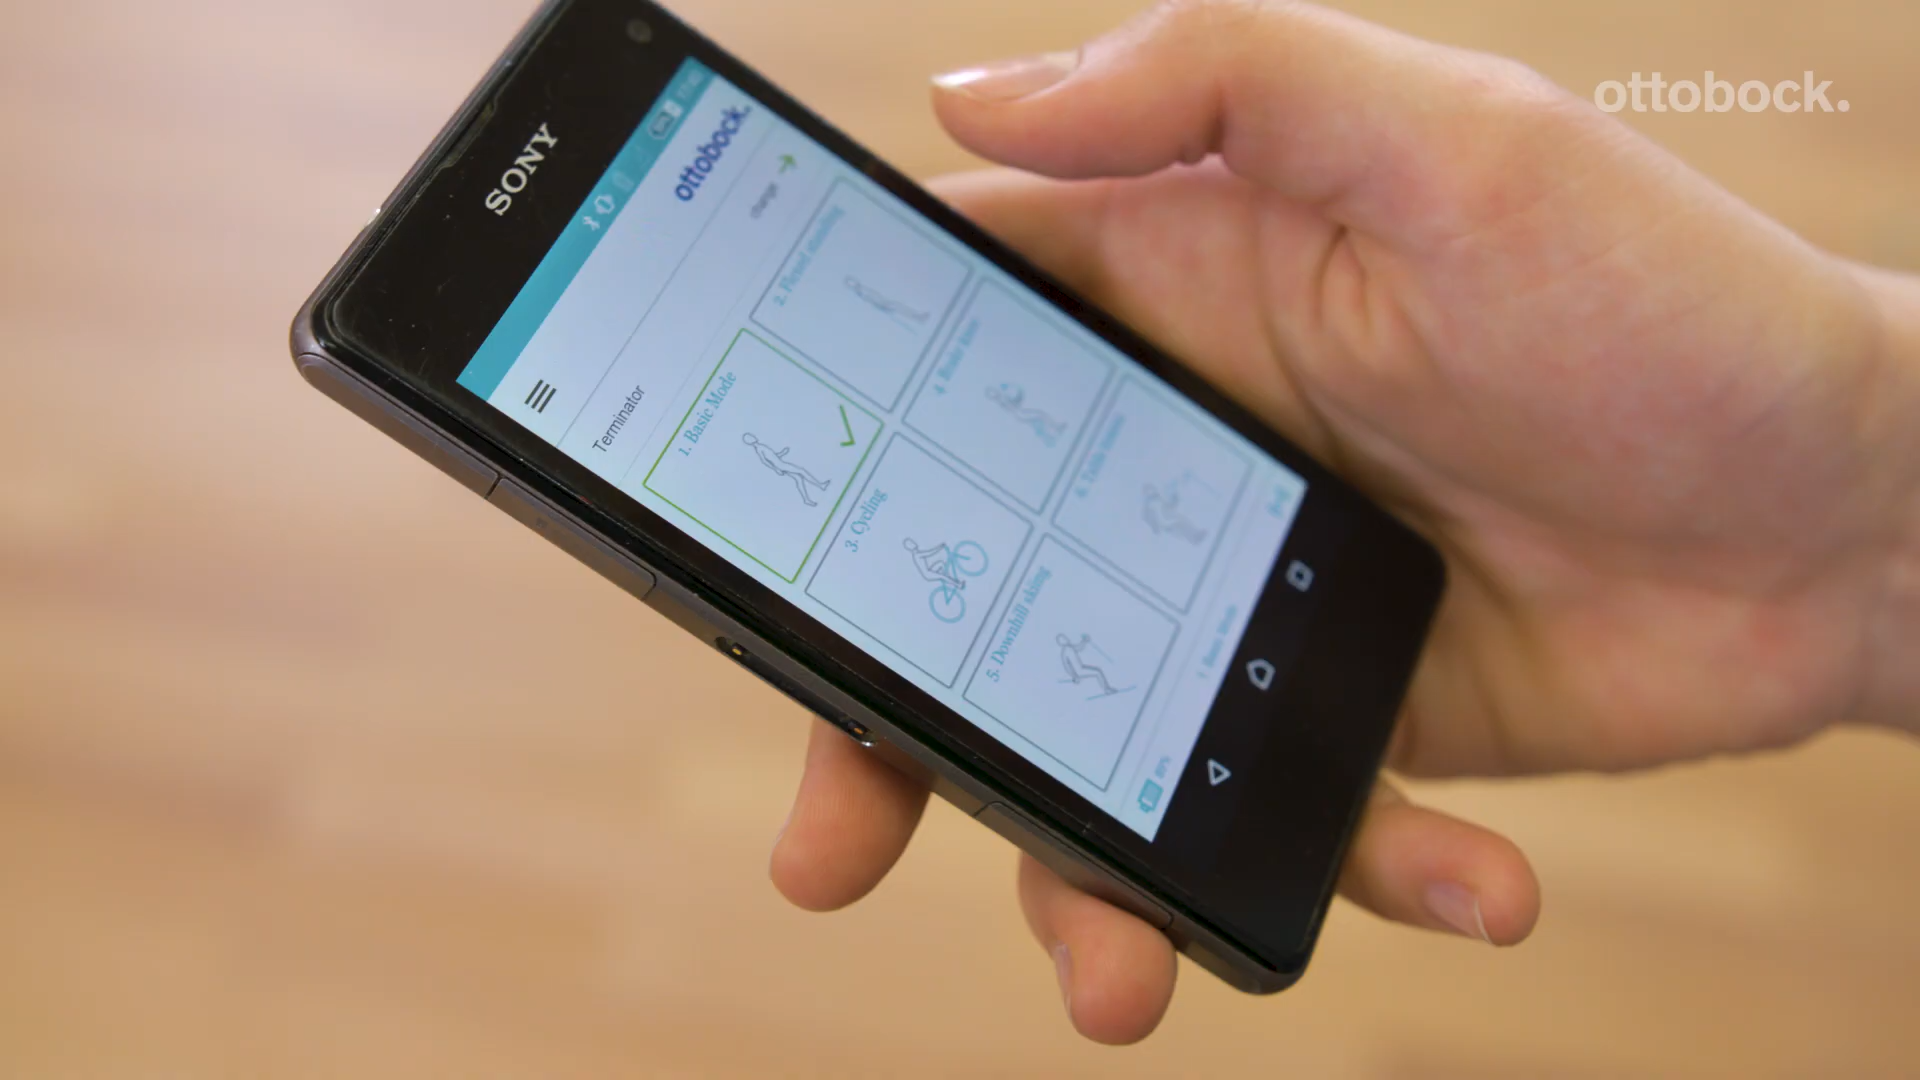 ottobock.
SONY
ottobock.
Terminator
change
1. Basic Mode
2. Flexed standing
3. Cycling
5. Downhill skiing